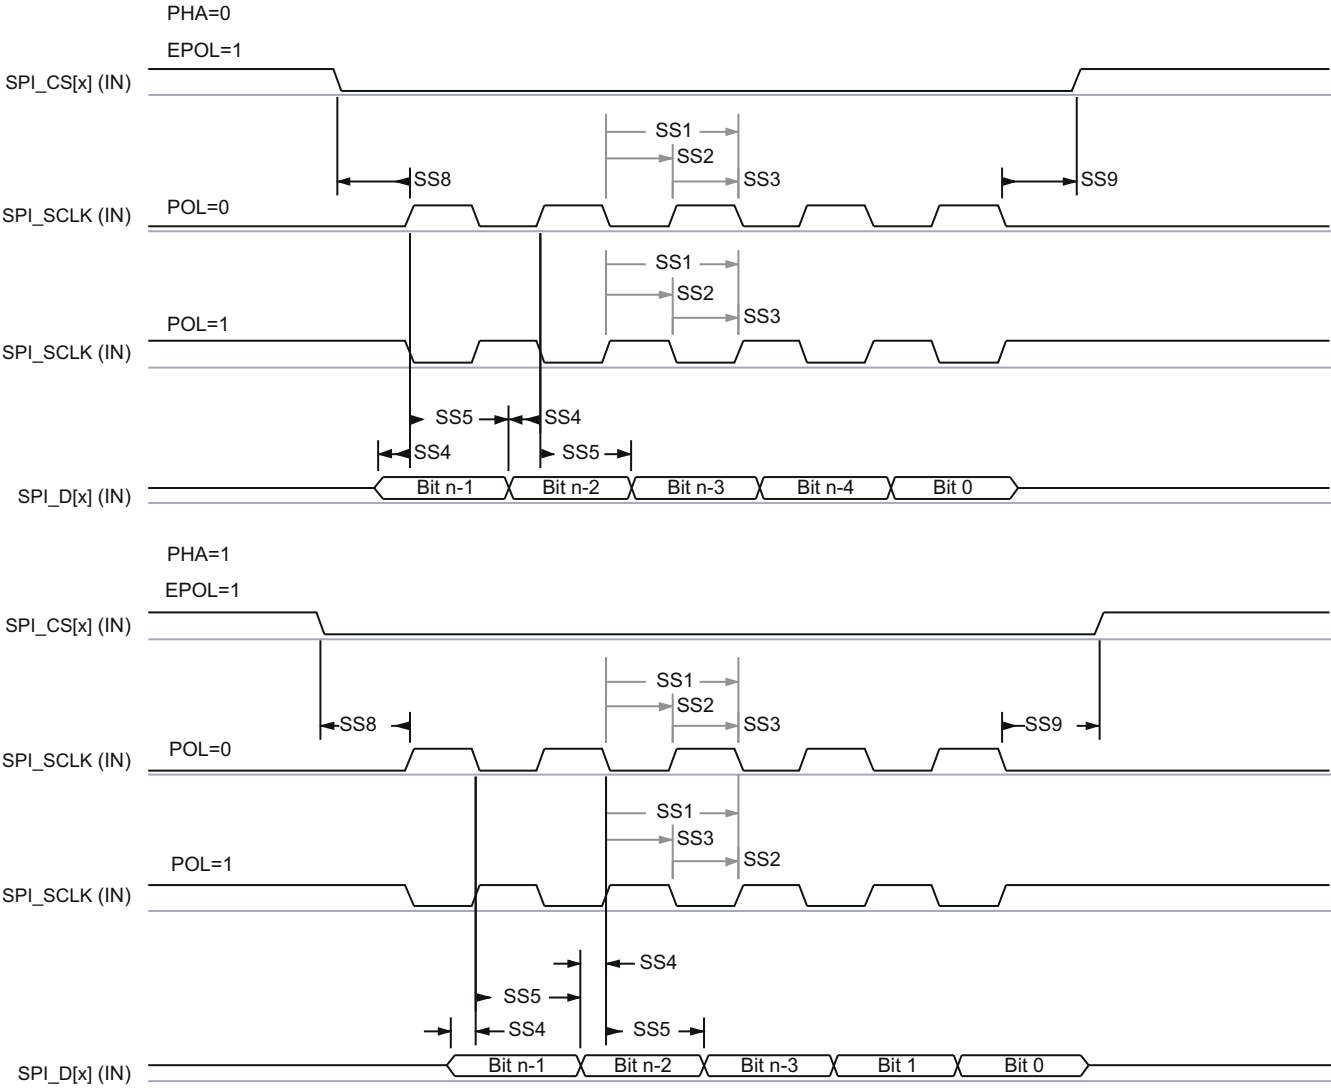 PHA=0
EPOL=1
SPI_CS[x] (IN)
SS1
SS2
SS8
SS3
SS9
POL=0
SPI_SCLK (IN)
SS1
SS2
SS3
POL=1
SPI_SCLK (IN)
SS5
SS4
SS4
SS5
SPI_D[x] (IN)
Bit n-1
Bit n-2
Bit n-3
Bit n-4
Bit 0
PHA=1
EPOL=1
SPI_CS[x] (IN)
SS1
SS2
SS8
SS3
SS9
POL=0
SPI_SCLK (IN)
SS1
SS3
SS2
POL=1
SPI_SCLK (IN)
SS4
SS5
SS4
SS5
SPI_D[x] (IN)
Bit n-1
Bit n-2
Bit n-3
Bit 1
Bit 0